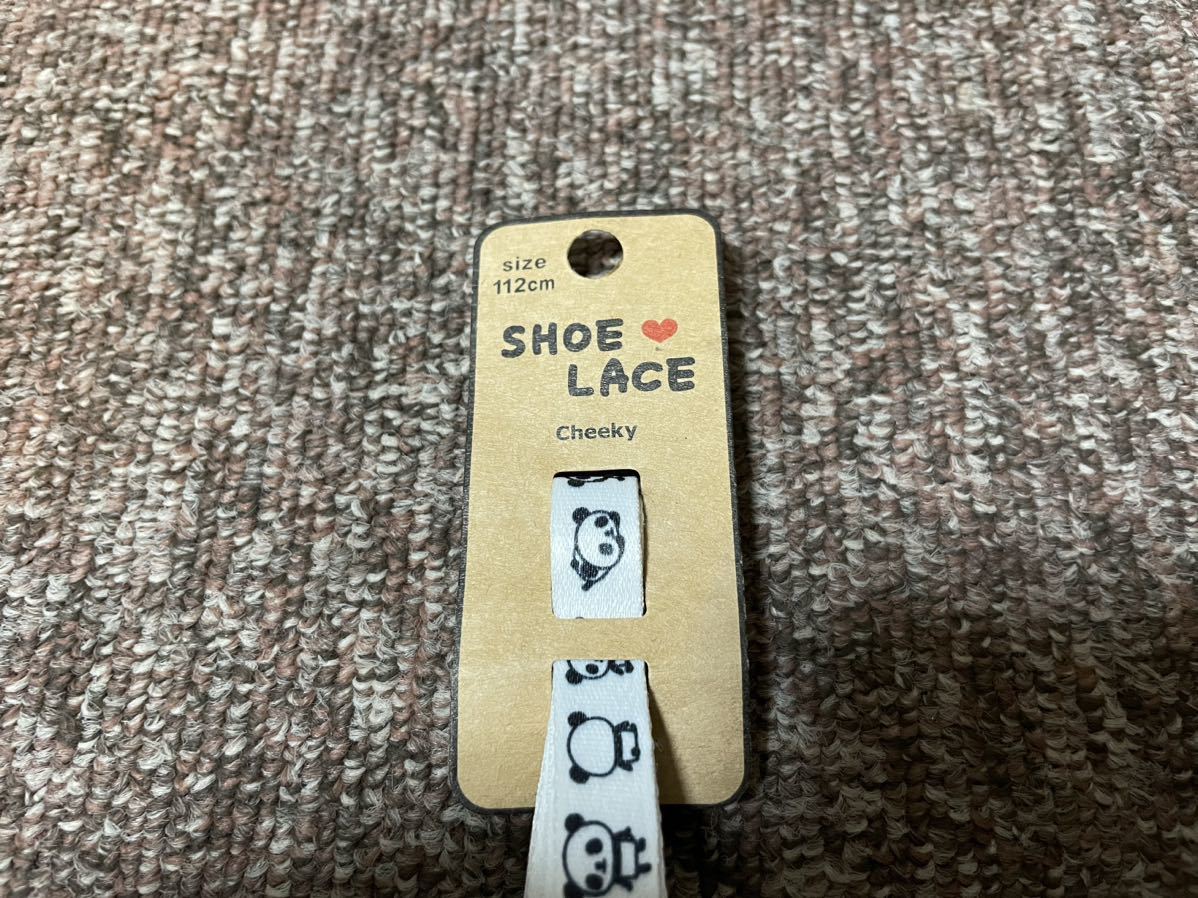 size
112cm
SHOE
LACE
Cheeky